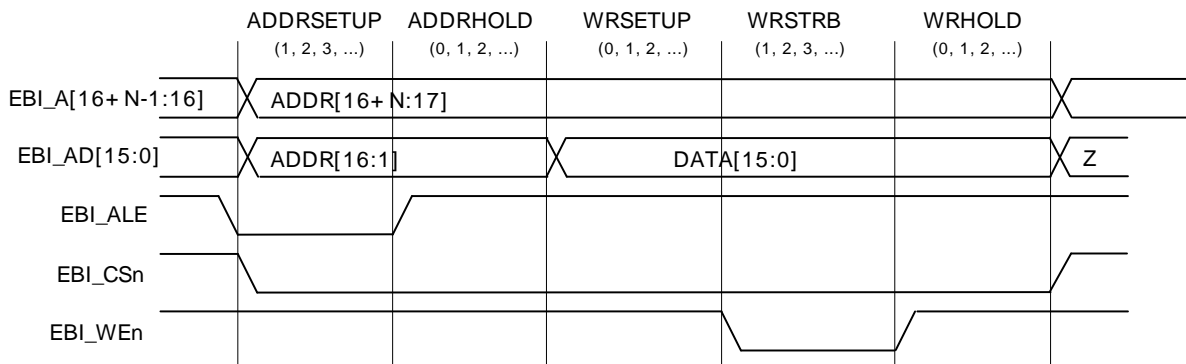 ADDRSETUP ADDRHOLD WRSETUP WRSTRB WRHOLD
(1, 2, 3, ...) (0, 1, 2, ...) (0, 1, 2, ...) (1, 2, 3, ...) (0, 1, 2, ...)
EBI_A[16+ N-1:16] ADDR[16+ N:17]
EBI_AD[15:0] ADDR[16:1] DATA[15:0] Z
EBI_ALE
EBI_CSn
EBI_WEn